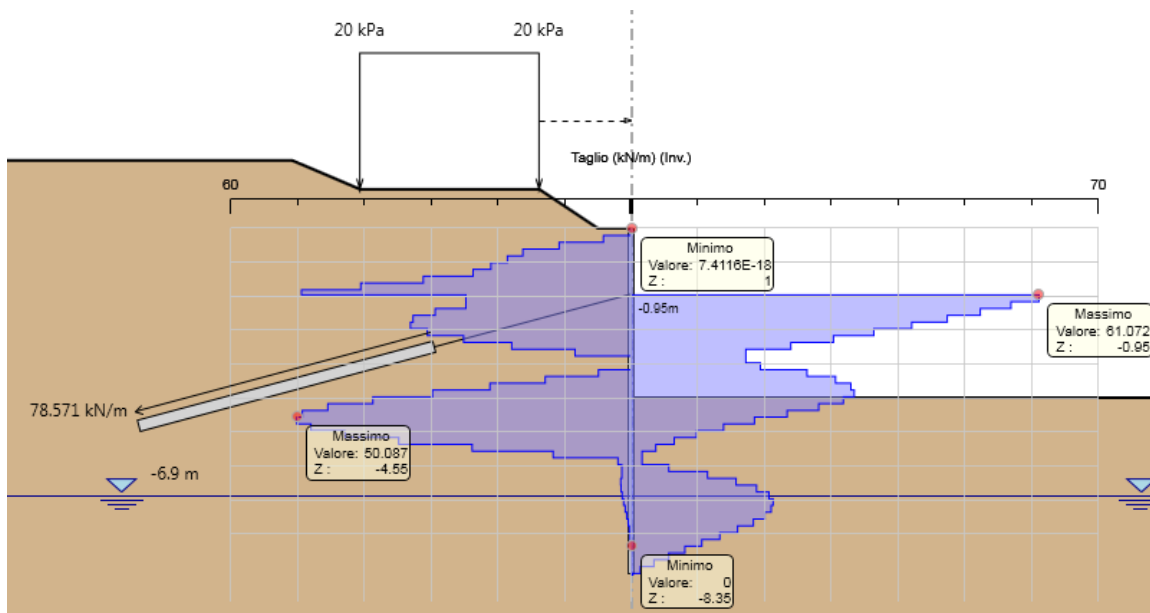 20 kPa
20 kPa
Taglio (kN/m) (Inv.)
60
70
Minimo
Valore: 7.4116E-18
Z : 1
-0.95m
Massimo
Valore: 61.072
Z : -0.95
78.571 kN/m
Massimo
Valore: 50.087
Z : -4.55
-6.9 m
Minimo
Valore: 0
Z : -8.35